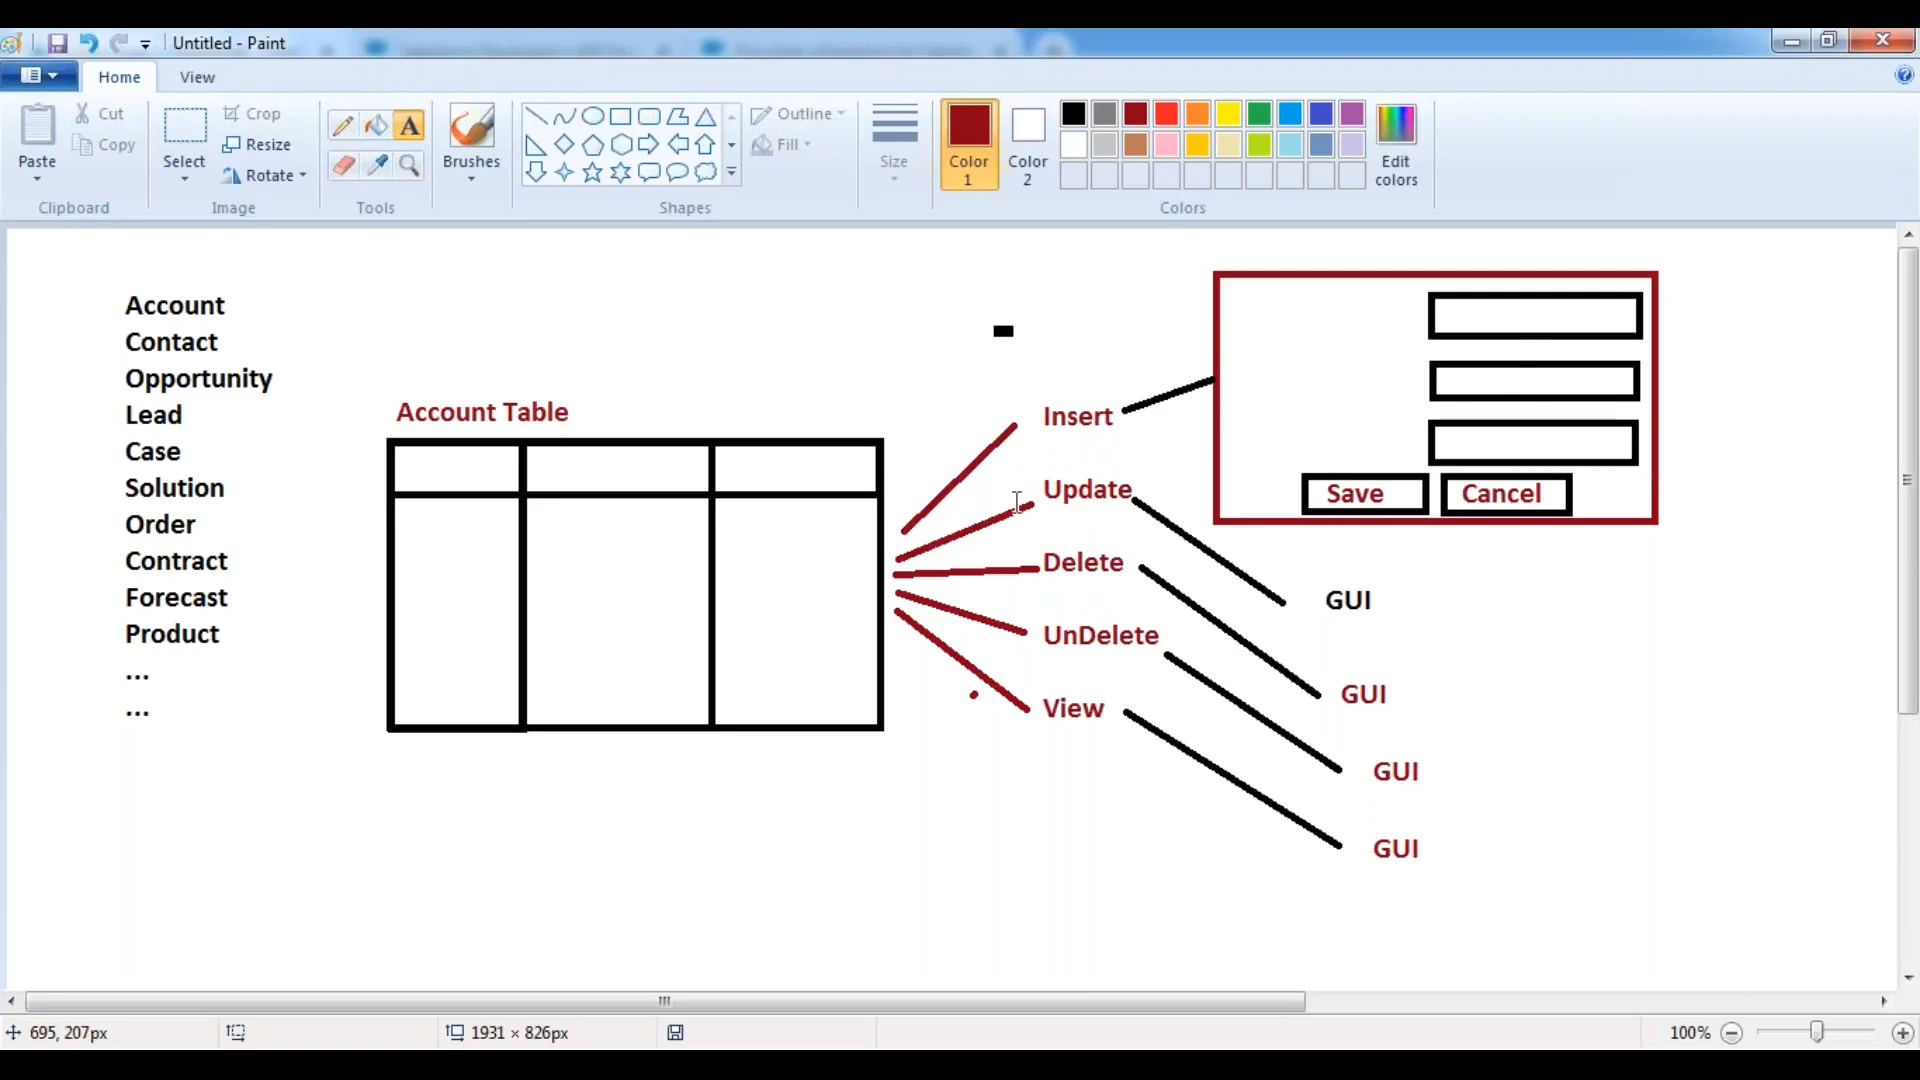 Untitled - Paint
Home View
Paste
Cut
Copy
Clipboard
Select
Crop
Resize
Rotate
Image
A
Tools
Brushes
Shapes
Outline
Fill
Size
Color 1
Color 2
Edit colors
Colors
Account
Contact
Opportunity
Lead
Case
Solution
Order
Contract
Forecast
Product
...
...
Account Table
Insert
Update
Delete
UnDelete
View
Save Cancel
GUI
GUI
GUI
GUI
695, 207px
1931 × 826px
100%